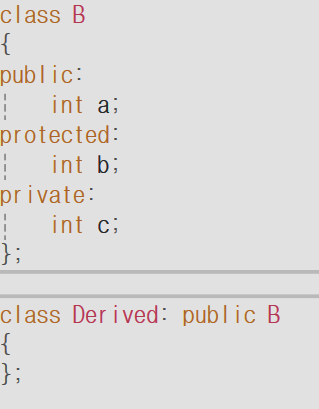 class B
{
public:
int a;
protected:
int b;
private:
int c;
};
class Derived: public B
{
};